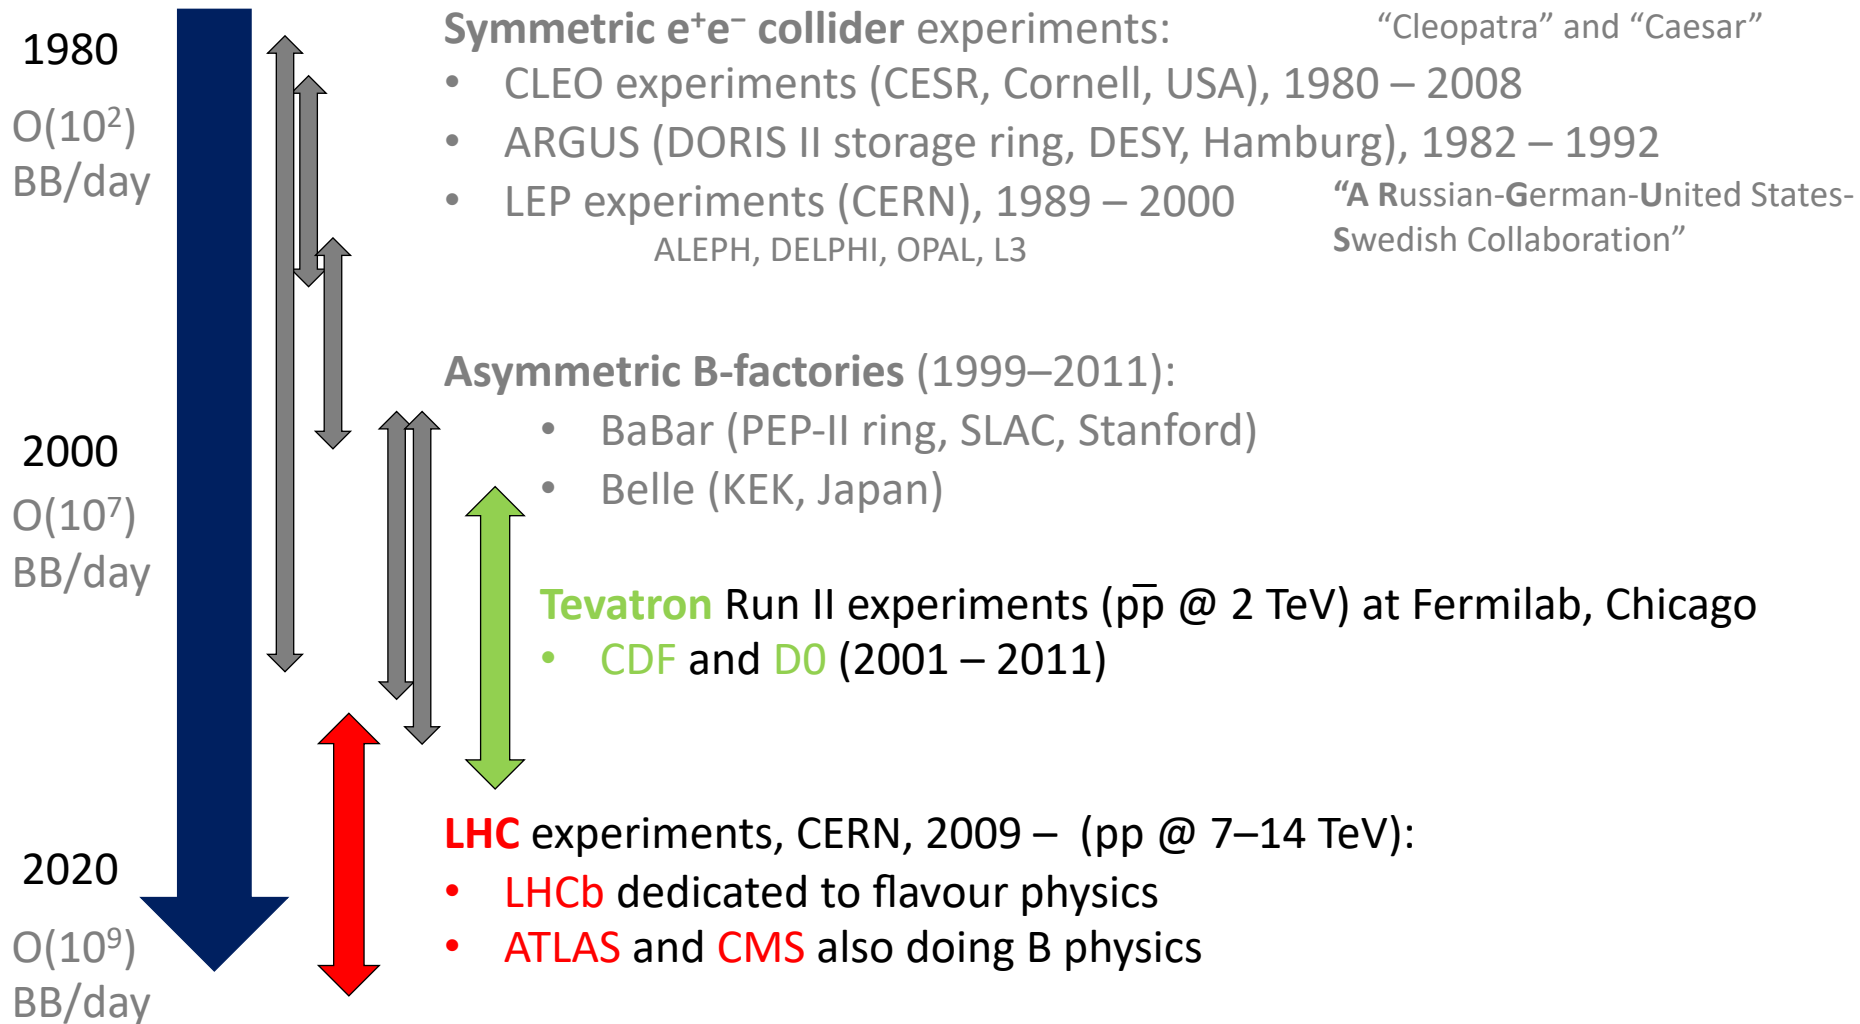 1980
O(10²)
BB/day
2000
O(10⁷)
BB/day
2020
O(10⁹)
BB/day
Symmetric e⁺e⁻ collider experiments:
"Cleopatra" and "Caesar"
• CLEO experiments (CESR, Cornell, USA), 1980 – 2008
• ARGUS (DORIS II storage ring, DESY, Hamburg), 1982 – 1992
• LEP experiments (CERN), 1989 – 2000
ALEPH, DELPHI, OPAL, L3
“A Russian-German-United States-
Swedish Collaboration”
Asymmetric B-factories (1999–2011):
• BaBar (PEP-II ring, SLAC, Stanford)
• Belle (KEK, Japan)
Tevatron Run II experiments (pp̅ @ 2 TeV) at Fermilab, Chicago
• CDF and D0 (2001 – 2011)
LHC experiments, CERN, 2009 – (pp @ 7–14 TeV):
• LHCb dedicated to flavour physics
• ATLAS and CMS also doing B physics